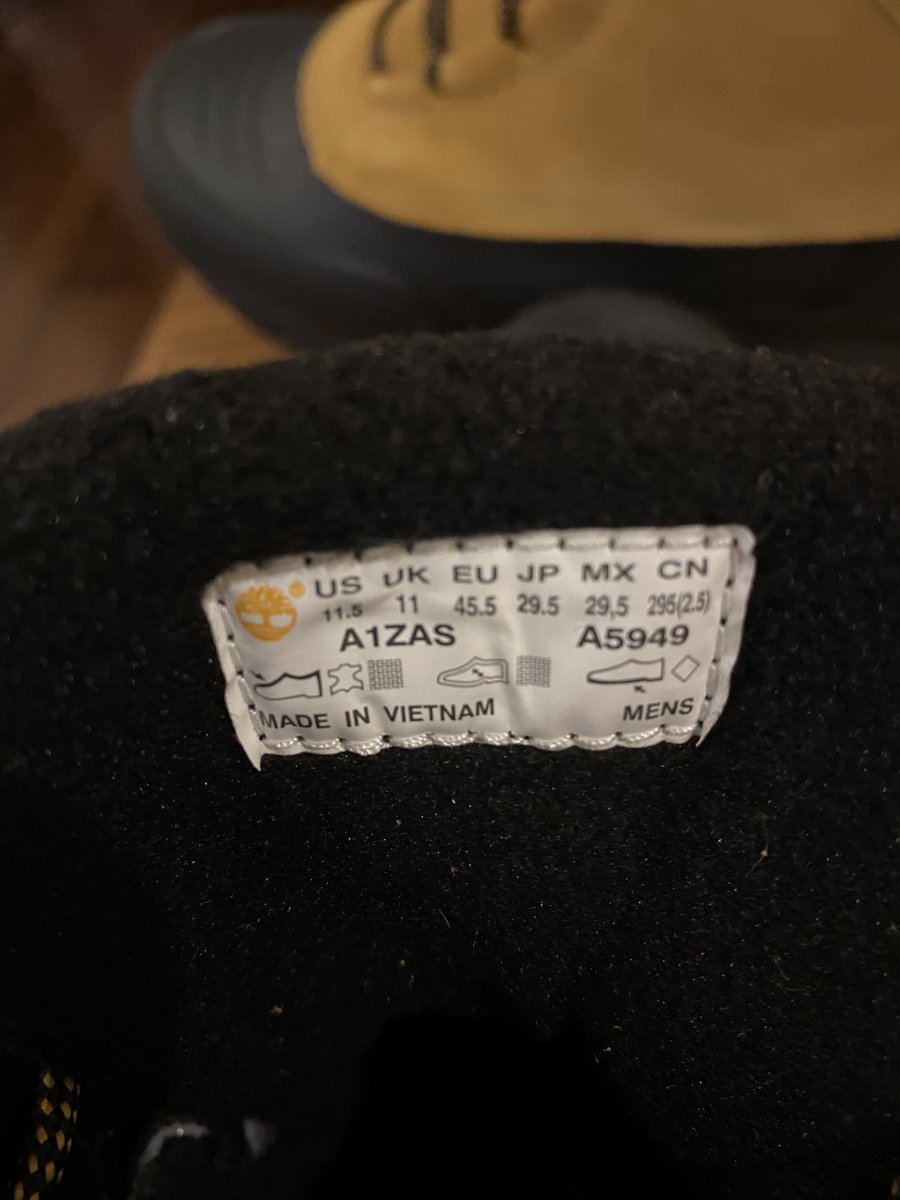 US UK EU JP MX CN
11.5 11 45.5 29.5 29,5 295(2.5)
A1ZAS A5949
MADE IN VIETNAM MENS